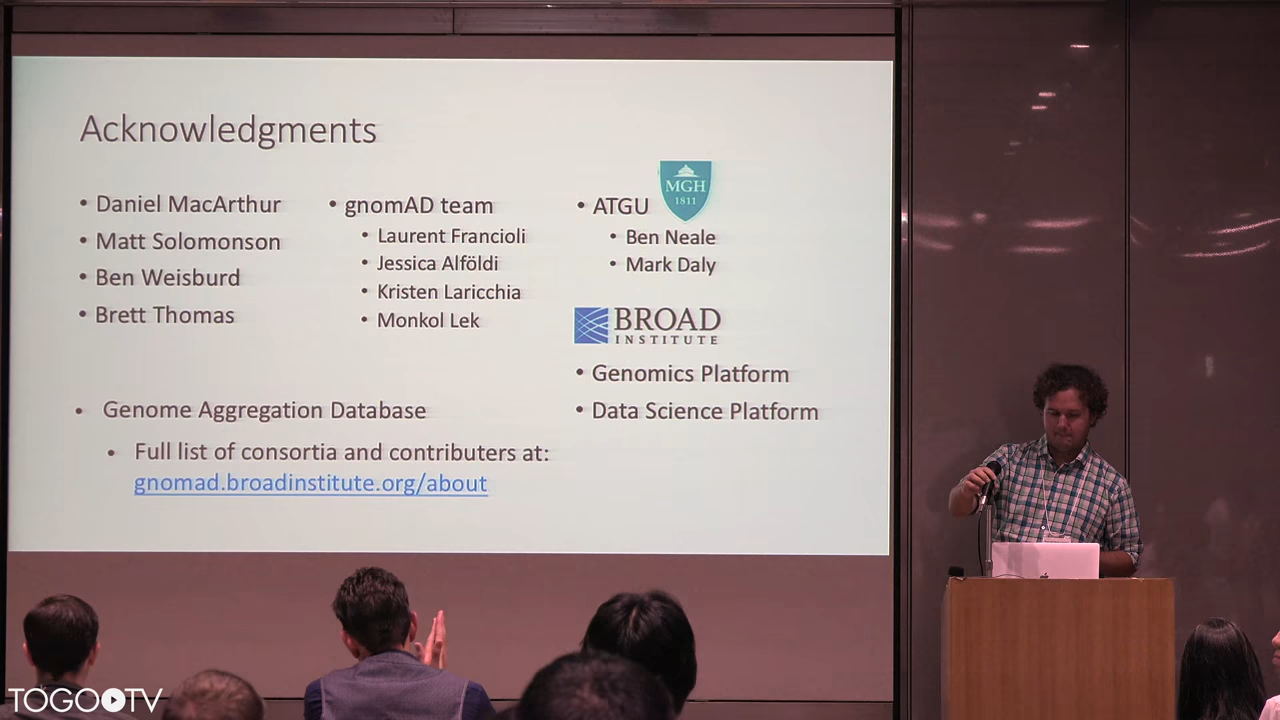 Acknowledgments
• Daniel MacArthur
• Matt Solomonson
• Ben Weisburd
• Brett Thomas
• gnomAD team
• Laurent Francioli
• Jessica Alföldi
• Kristen Laricchia
• Monkol Lek
• ATGU
MGH
1811
• Ben Neale
• Mark Daly
BROAD
INSTITUTE
• Genomics Platform
• Data Science Platform
• Genome Aggregation Database
• Full list of consortia and contributers at:
gnomad.broadinstitute.org/about
TOGOTV